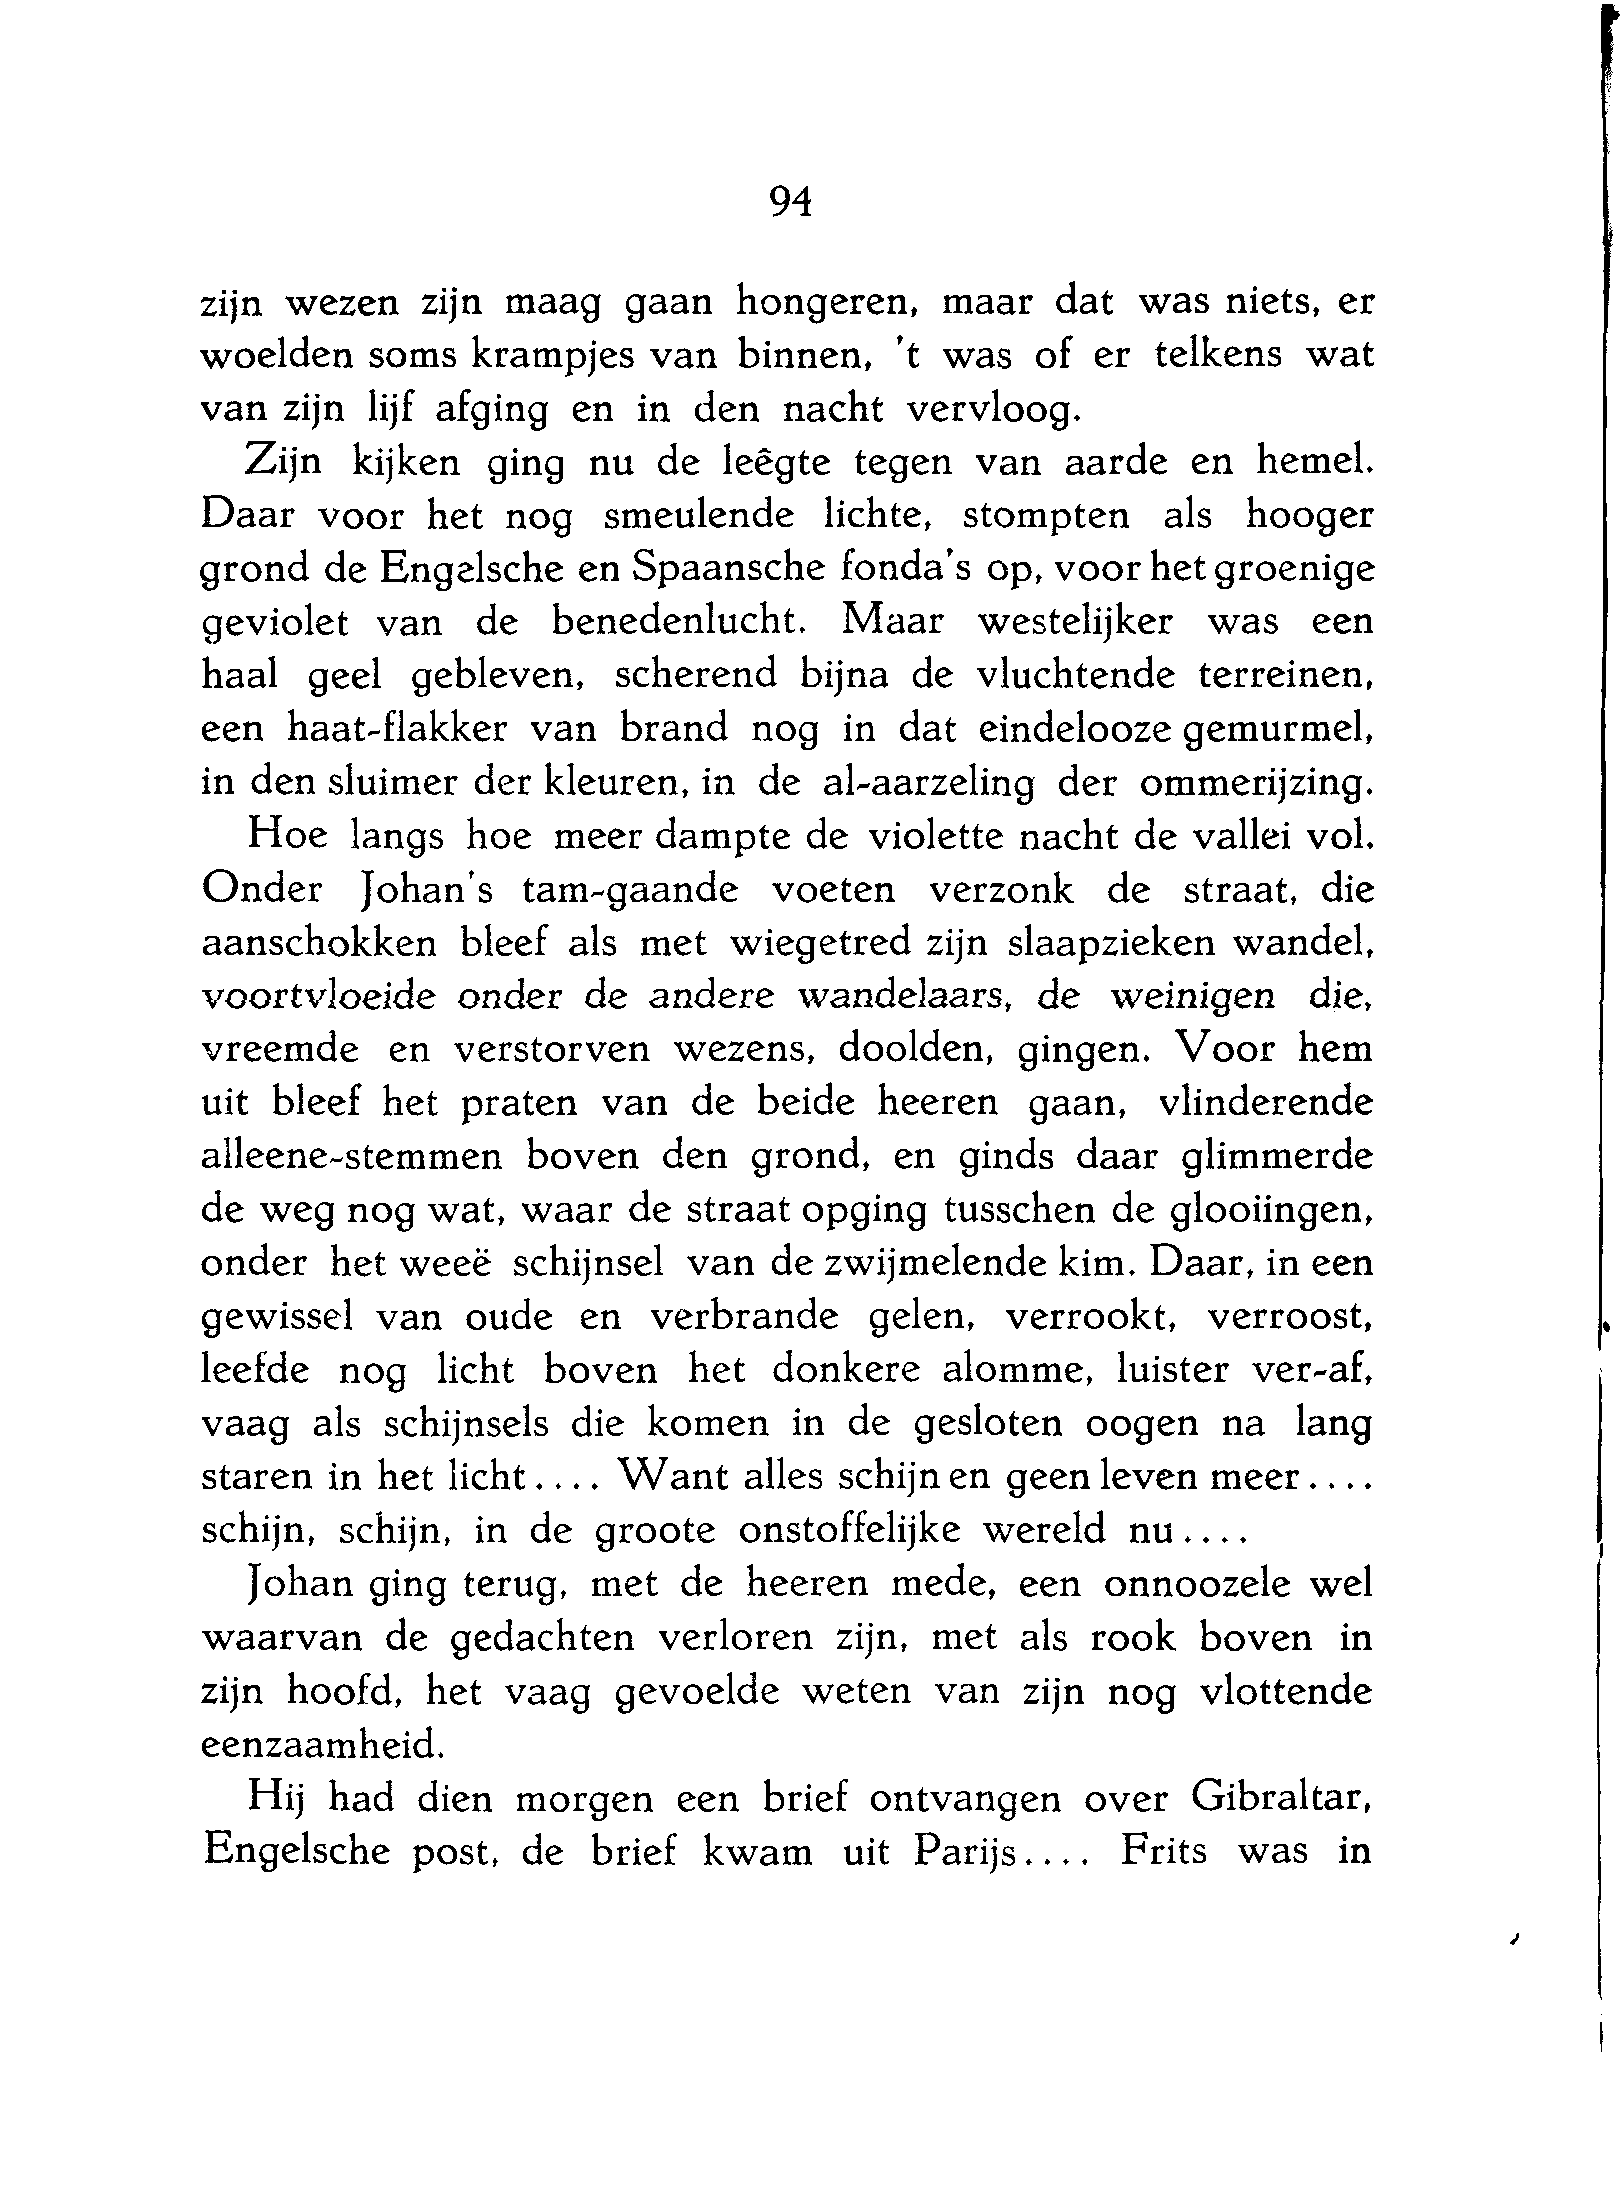 94
zijn wezen zijn maag gaan hongeren, maar dat was niets, er
woelden soms krampjes van binnen, 't was of er telkens wat
van zijn lijf afging en in den nacht vervloog.
Zijn kijken ging nu de leêgte tegen van aarde en hemel.
Daar voor het nog smeulende lichte, stompten als hooger
grond de Engelsche en Spaansche fonda's op, voor het groenige
geviolet van de benedenlucht. Maar westelijker was een
haal geel gebleven, scherend bijna de vluchtende terreinen,
een haat-flakker van brand nog in dat eindelooze gemurmel,
in den sluimer der kleuren, in de al-aarzeling der ommerijzing.
Hoe langs hoe meer dampte de violette nacht de vallei vol.
Onder Johan's tam-gaande voeten verzonk de straat, die
aanschokken bleef als met wiegetred zijn slaapzieken wandel,
voortvloeide onder de andere wandelaars, de weinigen die,
vreemde en verstorven wezens, doolden, gingen. Voor hem
uit bleef het praten van de beide heeren gaan, vlinderende
alleene-stemmen boven den grond, en ginds daar glimmerde
de weg nog wat, waar de straat opging tusschen de glooiingen,
onder het weeë schijnsel van de zwijmelende kim. Daar, in een
gewissel van oude en verbrande gelen, verrookt, verroost,
leefde nog licht boven het donkere alomme, luister ver-af,
vaag als schijnsels die komen in de gesloten oogen na lang
staren in het licht.... Want alles schijn en geen leven meer....
schijn, schijn, in de groote onstoffelijke wereld nu....
Johan ging terug, met de heeren mede, een onnoozele wel
waarvan de gedachten verloren zijn, met als rook boven in
zijn hoofd, het vaag gevoelde weten van zijn nog vlottende
eenzaamheid.
Hij had dien morgen een brief ontvangen over Gibraltar,
Engelsche post, de brief kwam uit Parijs.... Frits was in